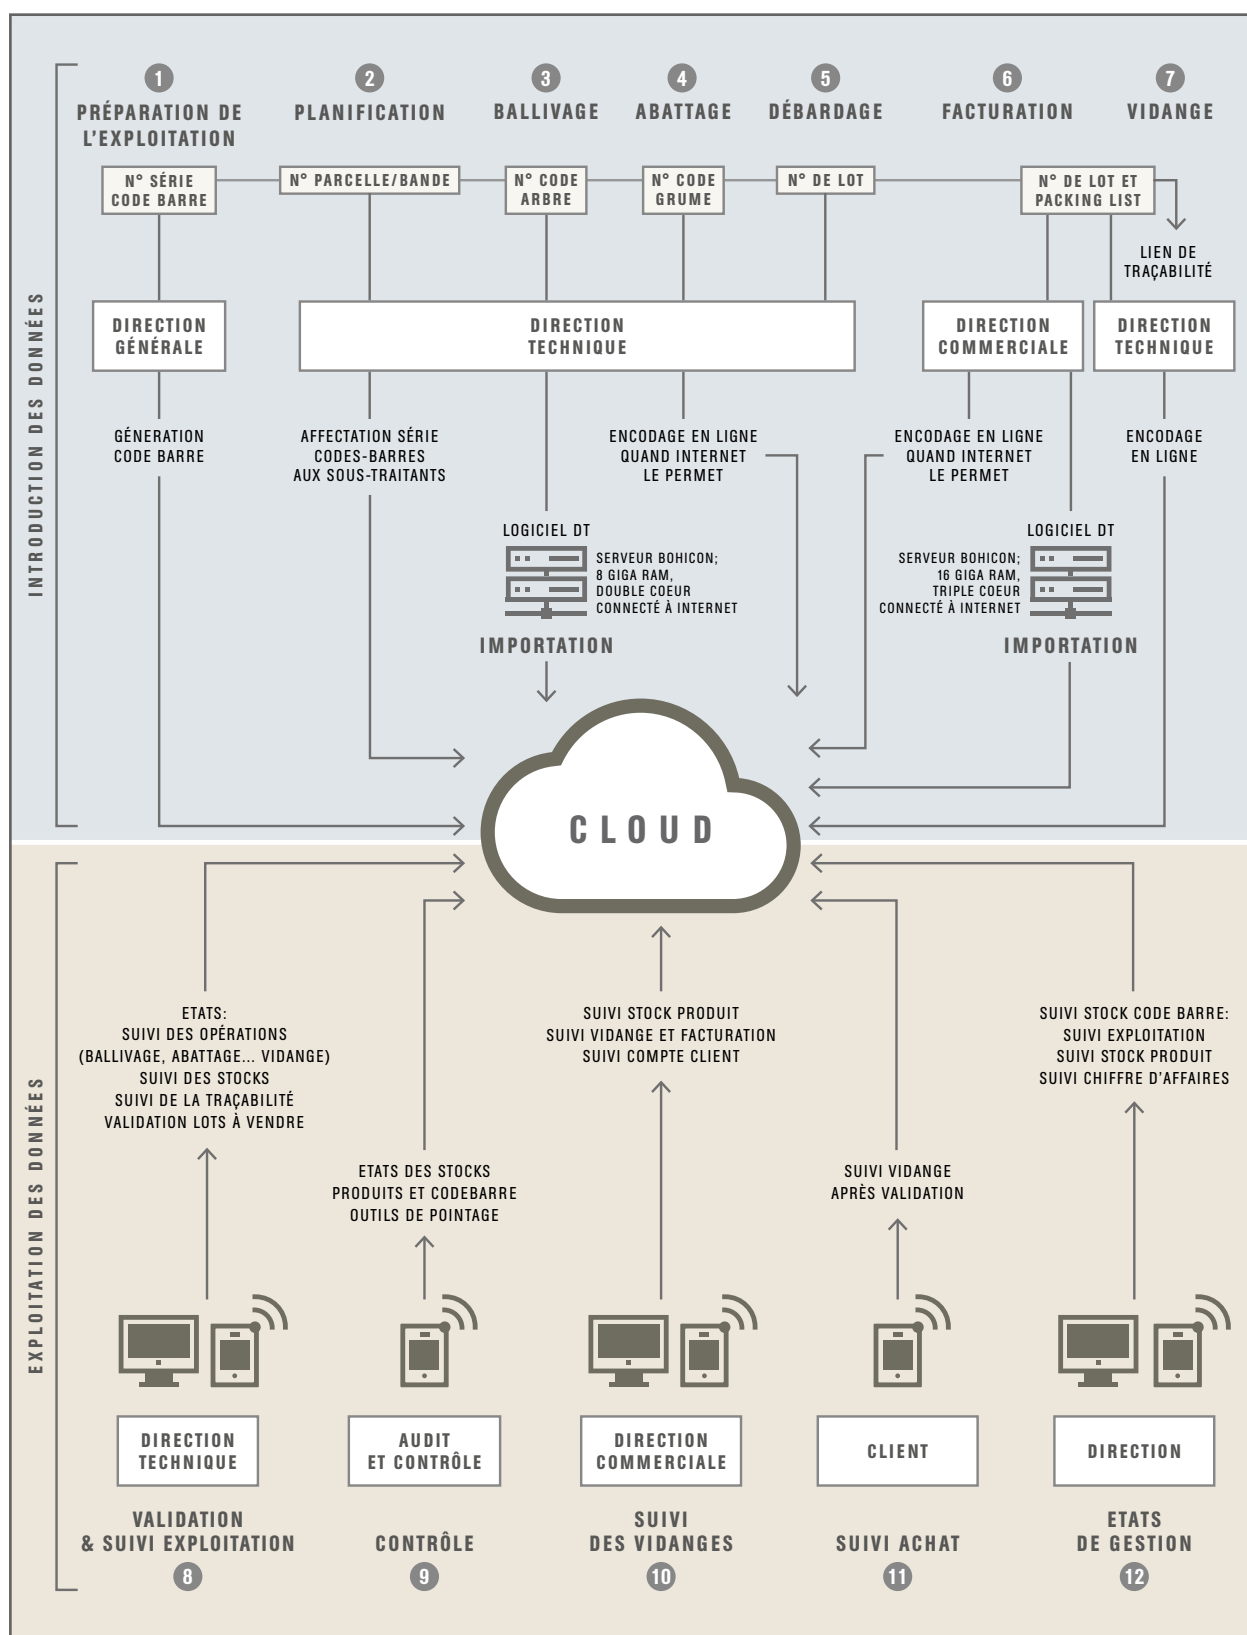 1
PRÉPARATION DE
L'EXPLOITATION
2
PLANIFICATION
3
BALLIVAGE
4
ABATTAGE
5
DÉBARDAGE
6
FACTURATION
7
VIDANGE
N° SÉRIE
CODE BARRE
N° PARCELLE/BANDE
N° CODE
ARBRE
N° CODE
GRUME
N° DE LOT
N° DE LOT ET
PACKING LIST
LIEN DE
TRAÇABILITÉ
INTRODUCTION DES DONNÉES
DIRECTION
GÉNÉRALE
DIRECTION
TECHNIQUE
DIRECTION
COMMERCIALE
DIRECTION
TECHNIQUE
GÉNERATION
CODE BARRE
AFFECTATION SÉRIE
CODES-BARRES
AUX SOUS-TRAITANTS
ENCODAGE EN LIGNE
QUAND INTERNET
LE PERMET
ENCODAGE EN LIGNE
QUAND INTERNET
LE PERMET
ENCODAGE
EN LIGNE
LOGICIEL DT
SERVEUR BOHICON;
8 GIGA RAM,
DOUBLE COEUR
CONNECTÉ À INTERNET
IMPORTATION
LOGICIEL DT
SERVEUR BOHICON;
16 GIGA RAM,
TRIPLE COEUR
CONNECTÉ À INTERNET
IMPORTATION
CLOUD
EXPLOITATION DES DONNÉES
ETATS:
SUIVI DES OPÉRATIONS
(BALLIVAGE, ABATTAGE... VIDANGE)
SUIVI DES STOCKS
SUIVI DE LA TRAÇABILITÉ
VALIDATION LOTS À VENDRE
ETATS DES STOCKS
PRODUITS ET CODEBARRE
OUTILS DE POINTAGE
SUIVI STOCK PRODUIT
SUIVI VIDANGE ET FACTURATION
SUIVI COMPTE CLIENT
SUIVI VIDANGE
APRÈS VALIDATION
SUIVI STOCK CODE BARRE:
SUIVI EXPLOITATION
SUIVI STOCK PRODUIT
SUIVI CHIFFRE D'AFFAIRES
DIRECTION
TECHNIQUE
AUDIT
ET CONTRÔLE
DIRECTION
COMMERCIALE
CLIENT
DIRECTION
VALIDATION
& SUIVI EXPLOITATION
8
CONTRÔLE
9
SUIVI
DES VIDANGES
10
SUIVI ACHAT
11
ETATS
DE GESTION
12